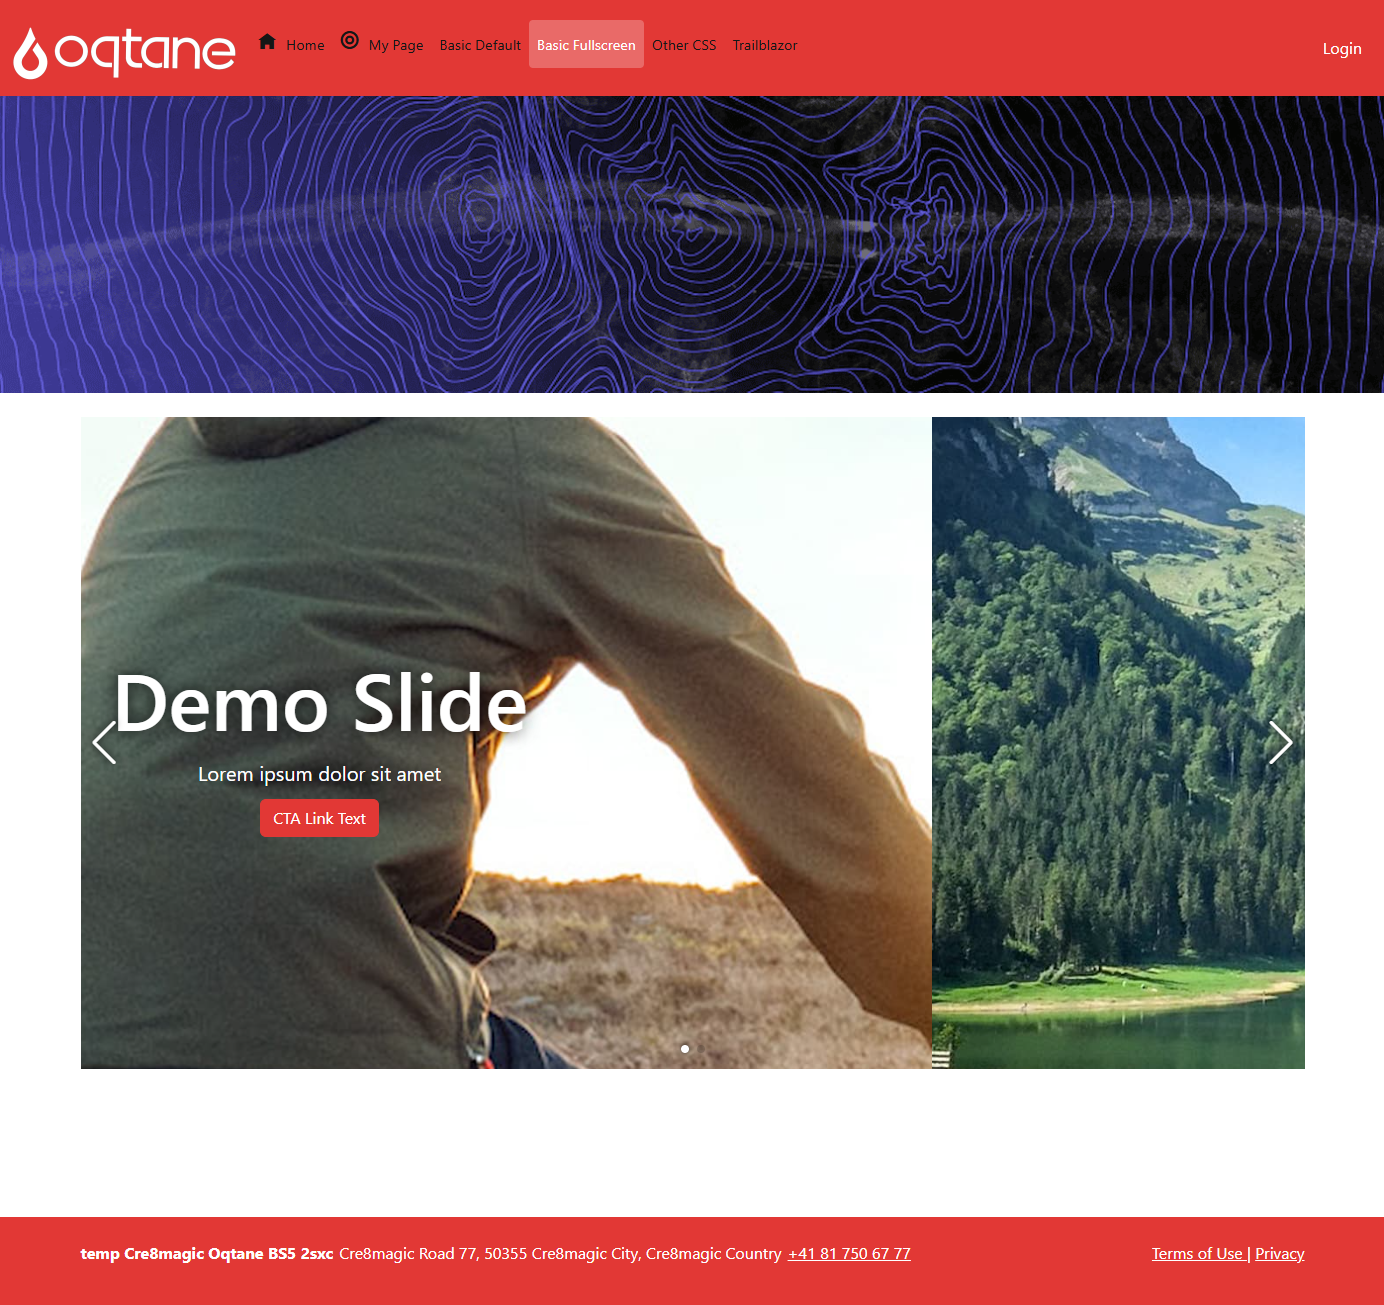 oqtane
Home My Page Basic Default Basic Fullscreen Other CSS Trailblazor
Login
Demo Slide
Lorem ipsum dolor sit amet
CTA Link Text
temp Cre8magic Oqtane BS5 2sxc Cre8magic Road 77, 50355 Cre8magic City, Cre8magic Country +41 81 750 67 77
Terms of Use | Privacy